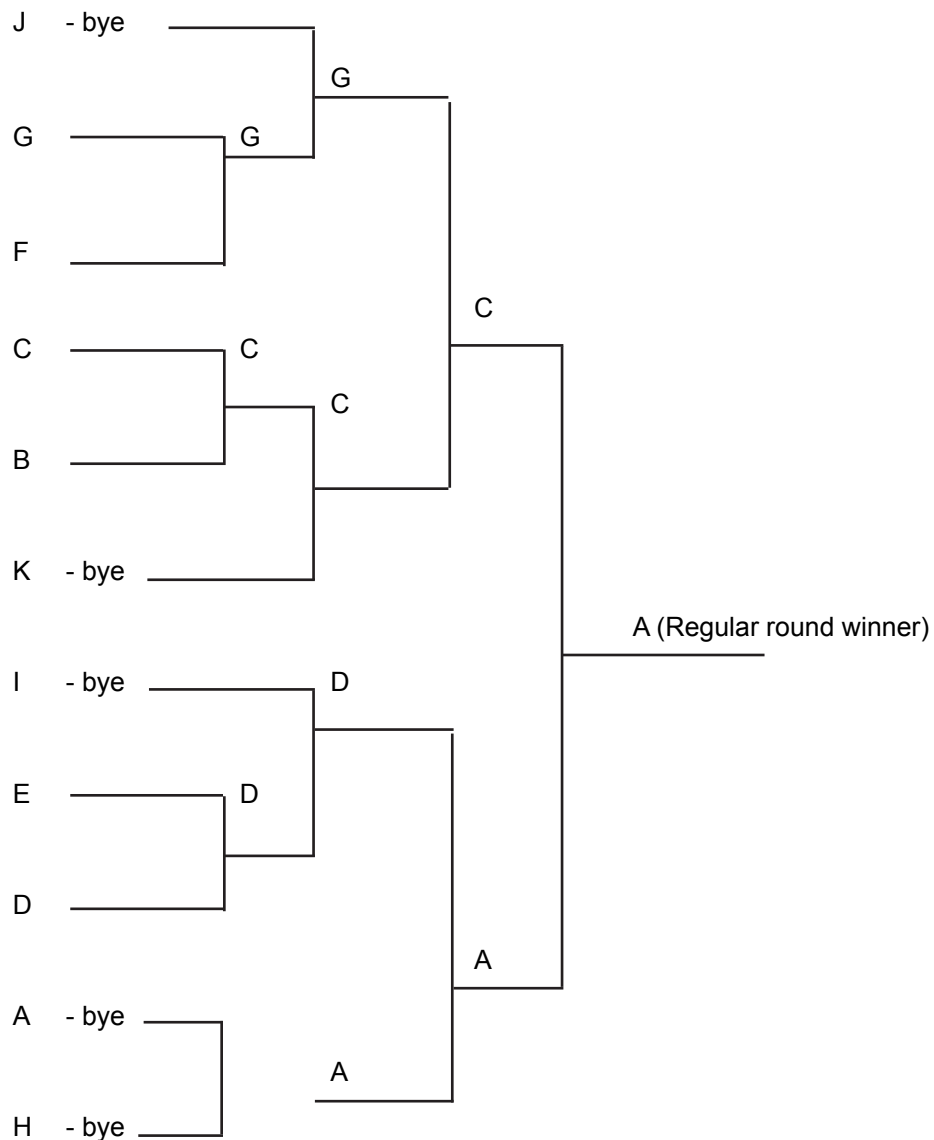 J - bye
G
G G
F
C
C C
C
B
K - bye
A (Regular round winner)
I - bye D
E D
D
A
A - bye
A
H - bye